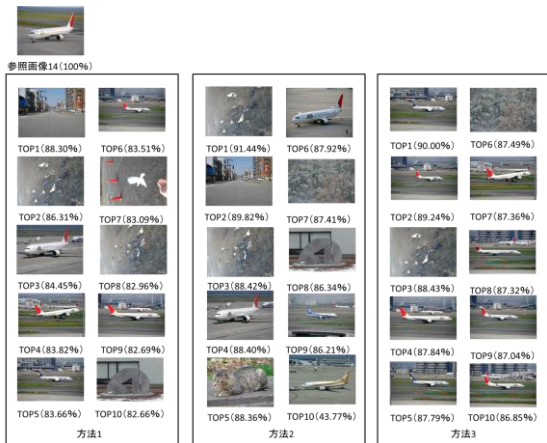 参照画像14(100%)
TOP1(88.30%) TOP6(83.51%)
TOP2(86.31%) TOP7(83.09%)
TOP3(84.45%) TOP8(82.96%)
TOP4(83.82%) TOP9(82.69%)
TOP5(83.66%) TOP10(82.66%)
方法1
TOP1(91.44%) TOP6(87.92%)
TOP2(89.82%) TOP7(87.41%)
TOP3(88.42%) TOP8(86.34%)
TOP4(88.40%) TOP9(86.21%)
TOP5(88.36%) TOP10(43.77%)
方法2
TOP1(90.00%) TOP6(87.49%)
TOP2(89.24%) TOP7(87.36%)
TOP3(88.43%) TOP8(87.32%)
TOP4(87.84%) TOP9(87.04%)
TOP5(87.79%) TOP10(86.85%)
方法3